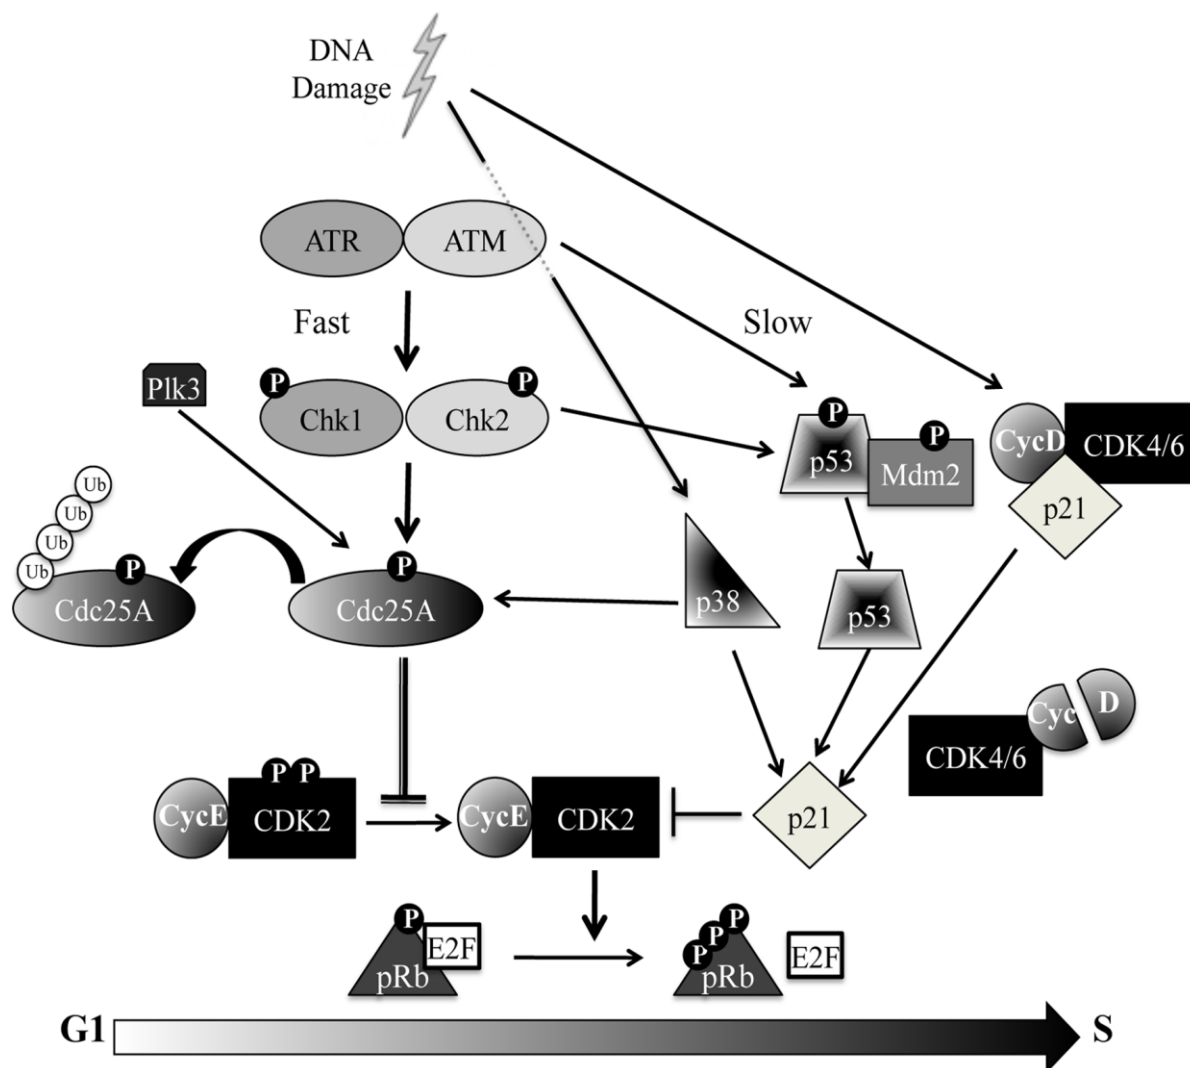 DNA
Damage
ATR
ATM
Fast
Slow
Plk3
P
Chk1
P
Chk2
P
p53
P
Mdm2
CycD
CDK4/6
p21
Ub
Ub
Ub
Ub
P
Cdc25A
P
Cdc25A
p38
p53
Cyc
D
CDK4/6
CycE
P
P
CDK2
CycE
CDK2
p21
P
pRb
E2F
P
P
P
pRb
E2F
G1
S